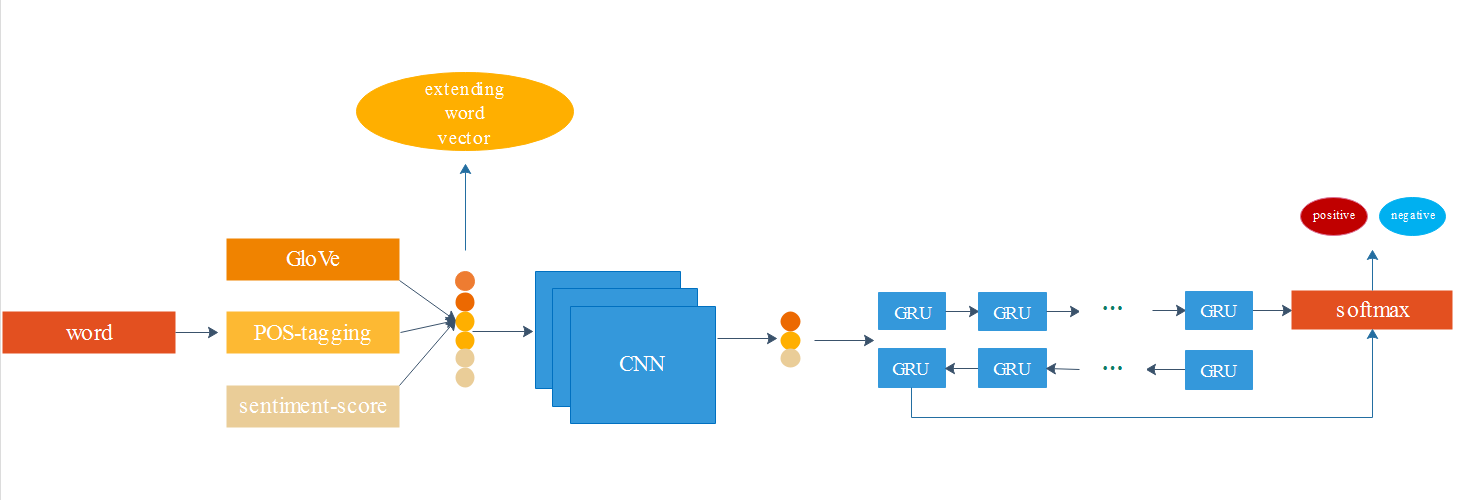 extending
word
vector
word
GloVe
POS-tagging
sentiment-score
CNN
GRU
GRU
...
GRU
GRU
GRU
...
GRU
softmax
positive
negative